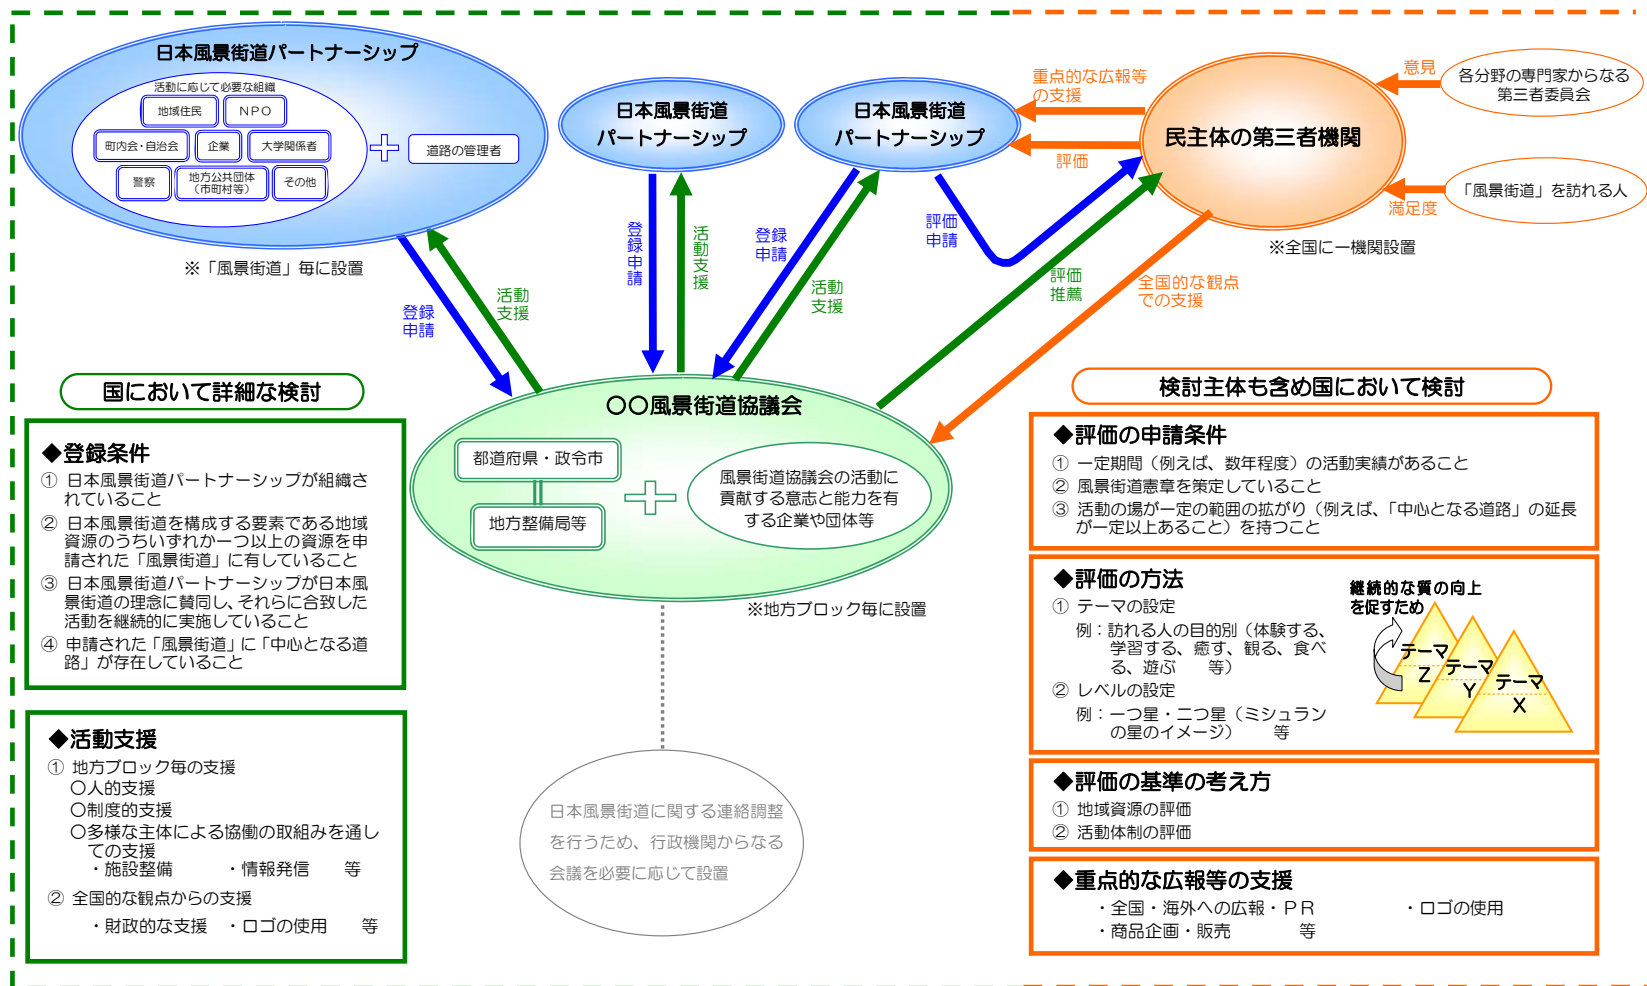 日本風景街道パートナーシップ
活動に応じて必要な組織
地域住民
ＮＰＯ
町内会・自治会
企業
大学関係者
警察
地方公共団体
（市町村等）
その他
道路の管理者
※「風景街道」毎に設置
日本風景街道
パートナーシップ
日本風景街道
パートナーシップ
重点的な広報等
の支援
評価
民主体の第三者機関
意見
各分野の専門家からなる
第三者委員会
満足度
「風景街道」を訪れる人
※全国に一機関設置
登録
申請
活動
支援
登録申請
活動支援
登録
申請
活動
支援
評価
申請
評価
推薦
全国的な観点
での支援
〇〇風景街道協議会
都道府県・政令市
地方整備局等
風景街道協議会の活動に
貢献する意志と能力を有
する企業や団体等
※地方ブロック毎に設置
日本風景街道に関する連絡調整
を行うため、行政機関からなる
会議を必要に応じて設置
国において詳細な検討
◆登録条件
① 日本風景街道パートナーシップが組織さ
れていること
② 日本風景街道を構成する要素である地域
資源のうちいずれか一つ以上の資源を申
請された「風景街道」に有していること
③ 日本風景街道パートナーシップが日本風
景街道の理念に賛同し、それらに合致した
活動を継続的に実施していること
④ 申請された「風景街道」に「中心となる道
路」が存在していること
◆活動支援
① 地方ブロック毎の支援
〇人的支援
〇制度的支援
〇多様な主体による協働の取組みを通し
ての支援
・施設整備 ・情報発信 等
② 全国的な観点からの支援
・財政的な支援 ・ロゴの使用 等
検討主体も含め国において検討
◆評価の申請条件
① 一定期間（例えば、数年程度）の活動実績があること
② 風景街道憲章を策定していること
③ 活動の場が一定の範囲の拡がり（例えば、「中心となる道路」の延長
が一定以上あること）を持つこと
◆評価の方法
① テーマの設定
例：訪れる人の目的別（体験する、
学習する、癒す、観る、食べ
る、遊ぶ 等）
② レベルの設定
例：一つ星・二つ星（ミシュラン
の星のイメージ） 等
継続的な質の向上
を促すため
テーマ
Z
テーマ
Y
テーマ
X
◆評価の基準の考え方
① 地域資源の評価
② 活動体制の評価
◆重点的な広報等の支援
・全国・海外への広報・ＰＲ ・ロゴの使用
・商品企画・販売 等